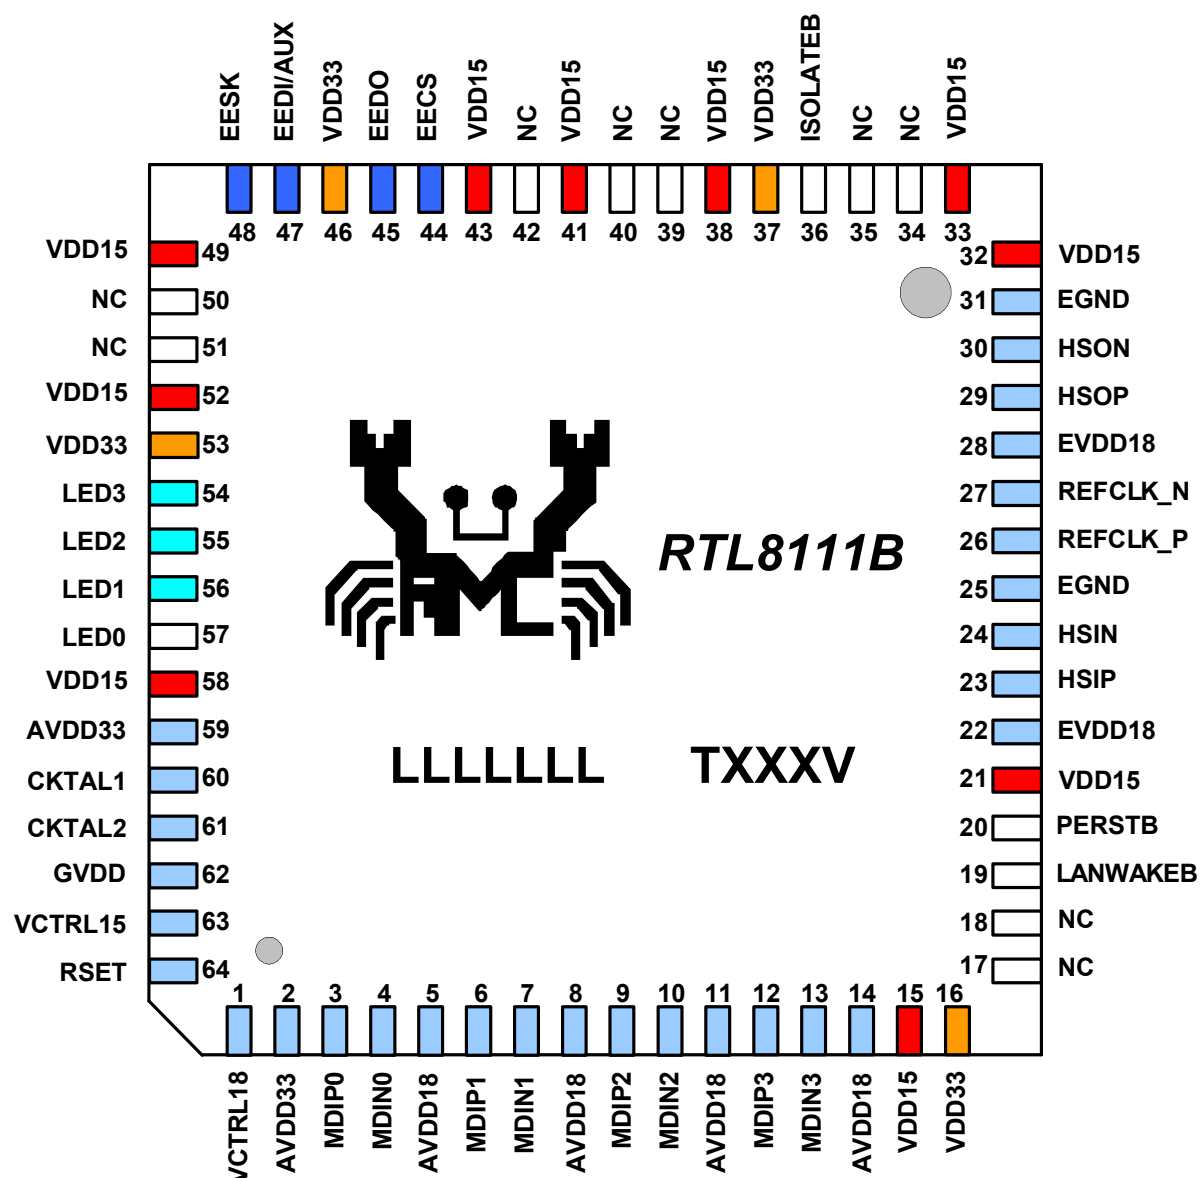 EESK EEDI/AUX VDD33 EEDO EECS VDD15 NC VDD15 NC NC VDD15 VDD33 ISOLATEB NC NC VDD15
48 47 46 45 44 43 42 41 40 39 38 37 36 35 34 33
VDD15 49 32 VDD15
NC 50 31 EGND
NC 51 30 HSON
VDD15 52 29 HSOP
VDD33 53 28 EVDD18
LED3 54 27 REFCLK_N
LED2 55 26 REFCLK_P
RTL8111B
LED1 56 25 EGND
LED0 57 24 HSIN
VDD15 58 23 HSIP
AVDD33 59 22 EVDD18
LLLLLLL TXXXV
CKTAL1 60 21 VDD15
CKTAL2 61 20 PERSTB
GVDD 62 19 LANWAKEB
VCTRL15 63 18 NC
RSET 64 17 NC
1 2 3 4 5 6 7 8 9 10 11 12 13 14 15 16
VCTRL18 AVDD33 MDIP0 MDIN0 AVDD18 MDIP1 MDIN1 AVDD18 MDIP2 MDIN2 AVDD18 MDIP3 MDIN3 AVDD18 VDD15 VDD33